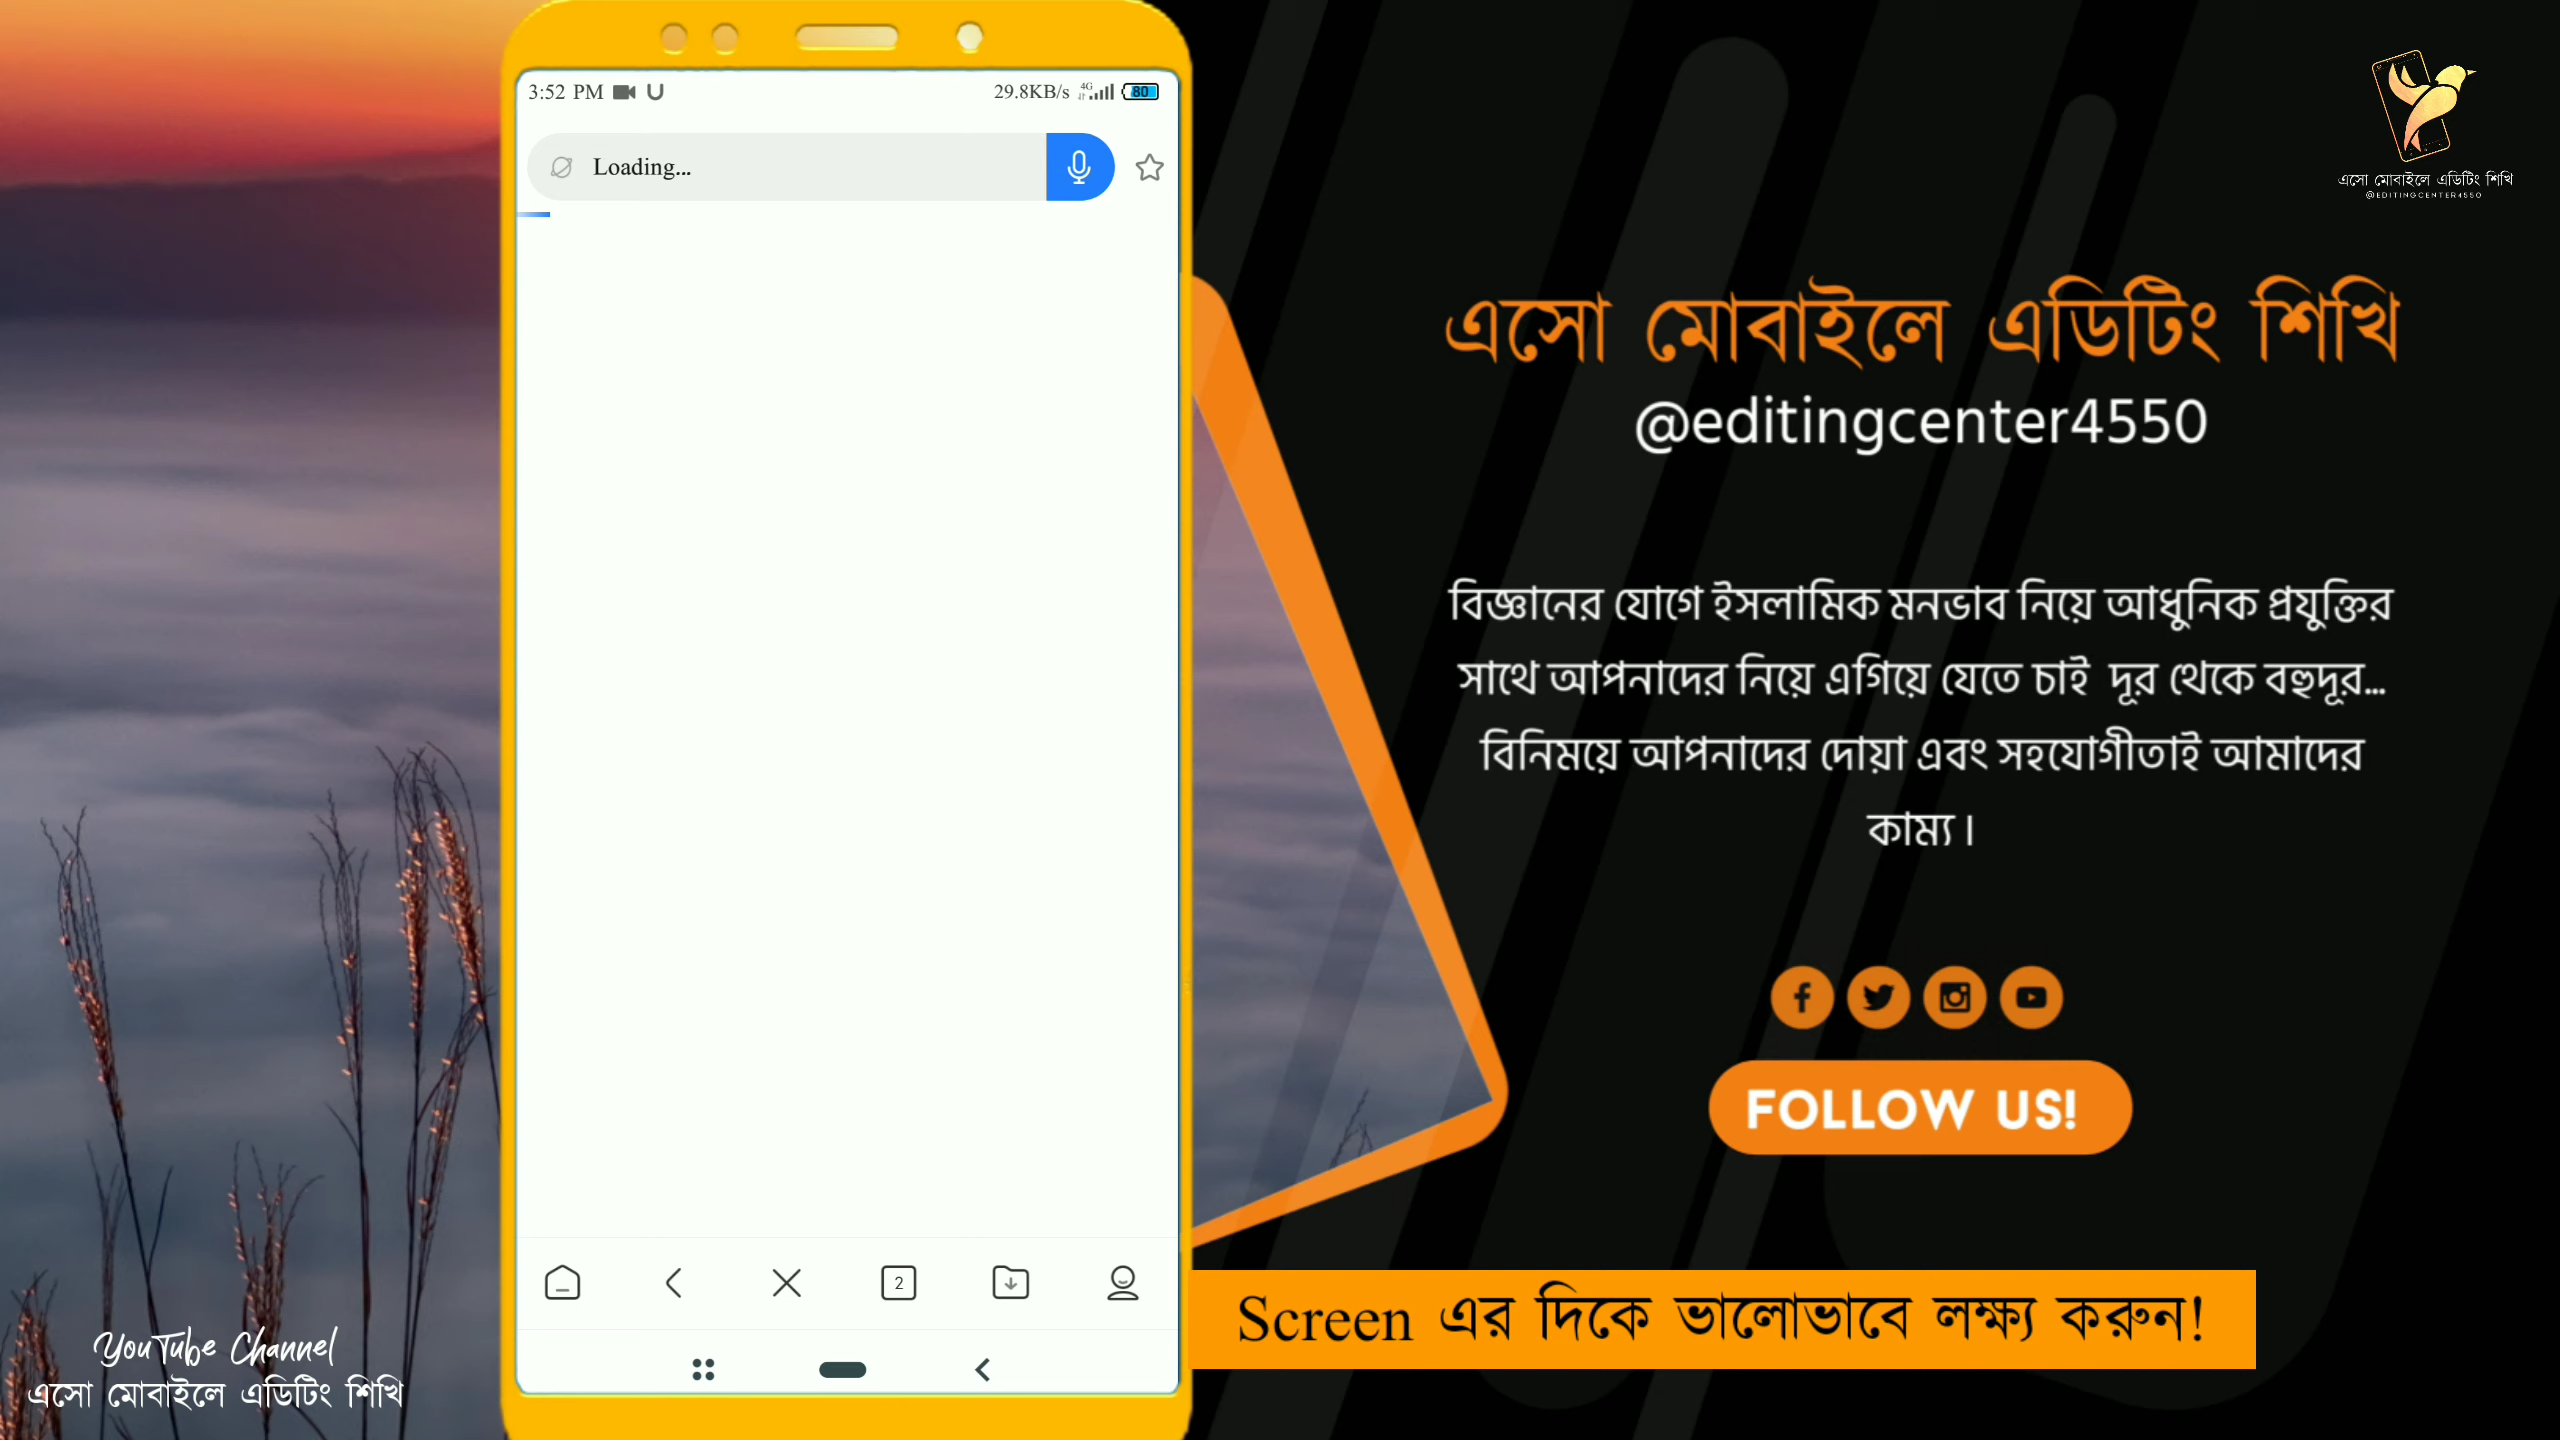 3:52 PM
29.8KB/s 4G 80
Loading...
2
এসো মোবাইলে এডিটিং শিখি
@EDITINGCENTER4550
এসো মোবাইলে এডিটিং শিখি
@editingcenter4550
বিজ্ঞানের যোগে ইসলামিক মনভাব নিয়ে আধুনিক প্রযুক্তির
সাথে আপনাদের নিয়ে এগিয়ে যেতে চাই দূর থেকে বহুদূর...
বিনিময়ে আপনাদের দোয়া এবং সহযোগীতাই আমাদের
কাম্য।
FOLLOW US!
Screen এর দিকে ভালোভাবে লক্ষ্য করুন!
YouTube Channel
এসো মোবাইলে এডিটিং শিখি